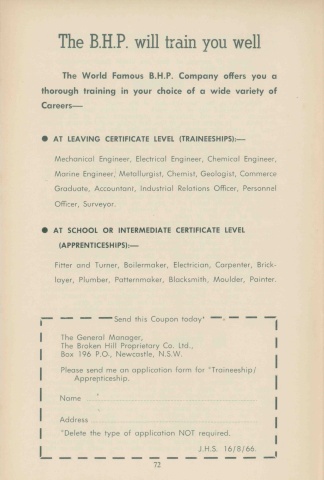 The B.H.P. will train you well
The World Famous B.H.P. Company offers you a
thorough training in your choice of a wide variety of
Careers—
● AT LEAVING CERTIFICATE LEVEL (TRAINEESHIPS):—
Mechanical Engineer, Electrical Engineer, Chemical Engineer,
Marine Engineer, Metallurgist, Chemist, Geologist, Commerce
Graduate, Accountant, Industrial Relations Officer, Personnel
Officer, Surveyor.
● AT SCHOOL OR INTERMEDIATE CERTIFICATE LEVEL
(APPRENTICESHIPS):—
Fitter and Turner, Boilermaker, Electrician, Carpenter, Brick-
layer, Plumber, Patternmaker, Blacksmith, Moulder, Painter.
Send this Coupon today*
The General Manager,
The Broken Hill Proprietary Co. Ltd.,
Box 196 P.O., Newcastle, N.S.W.
Please send me an application form for "Traineeship/
Apprenticeship.
Name
Address
"Delete the type of application NOT required.
J.H.S. 16/8/66.
72